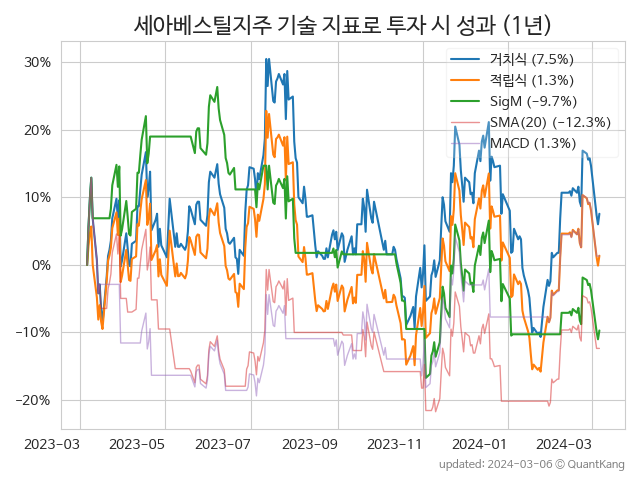 세아베스틸지주 기술 지표로 투자 시 성과 (1년)
거치식 (7.5%)
적립식 (1.3%)
SigM (−9.7%)
SMA(20) (−12.3%)
MACD (1.3%)
30%
20%
10%
0%
−10%
−20%
2023−03
2023−05
2023−07
2023−09
2023−11
2024−01
2024−03
updated: 2024-03-06 © QuantKang